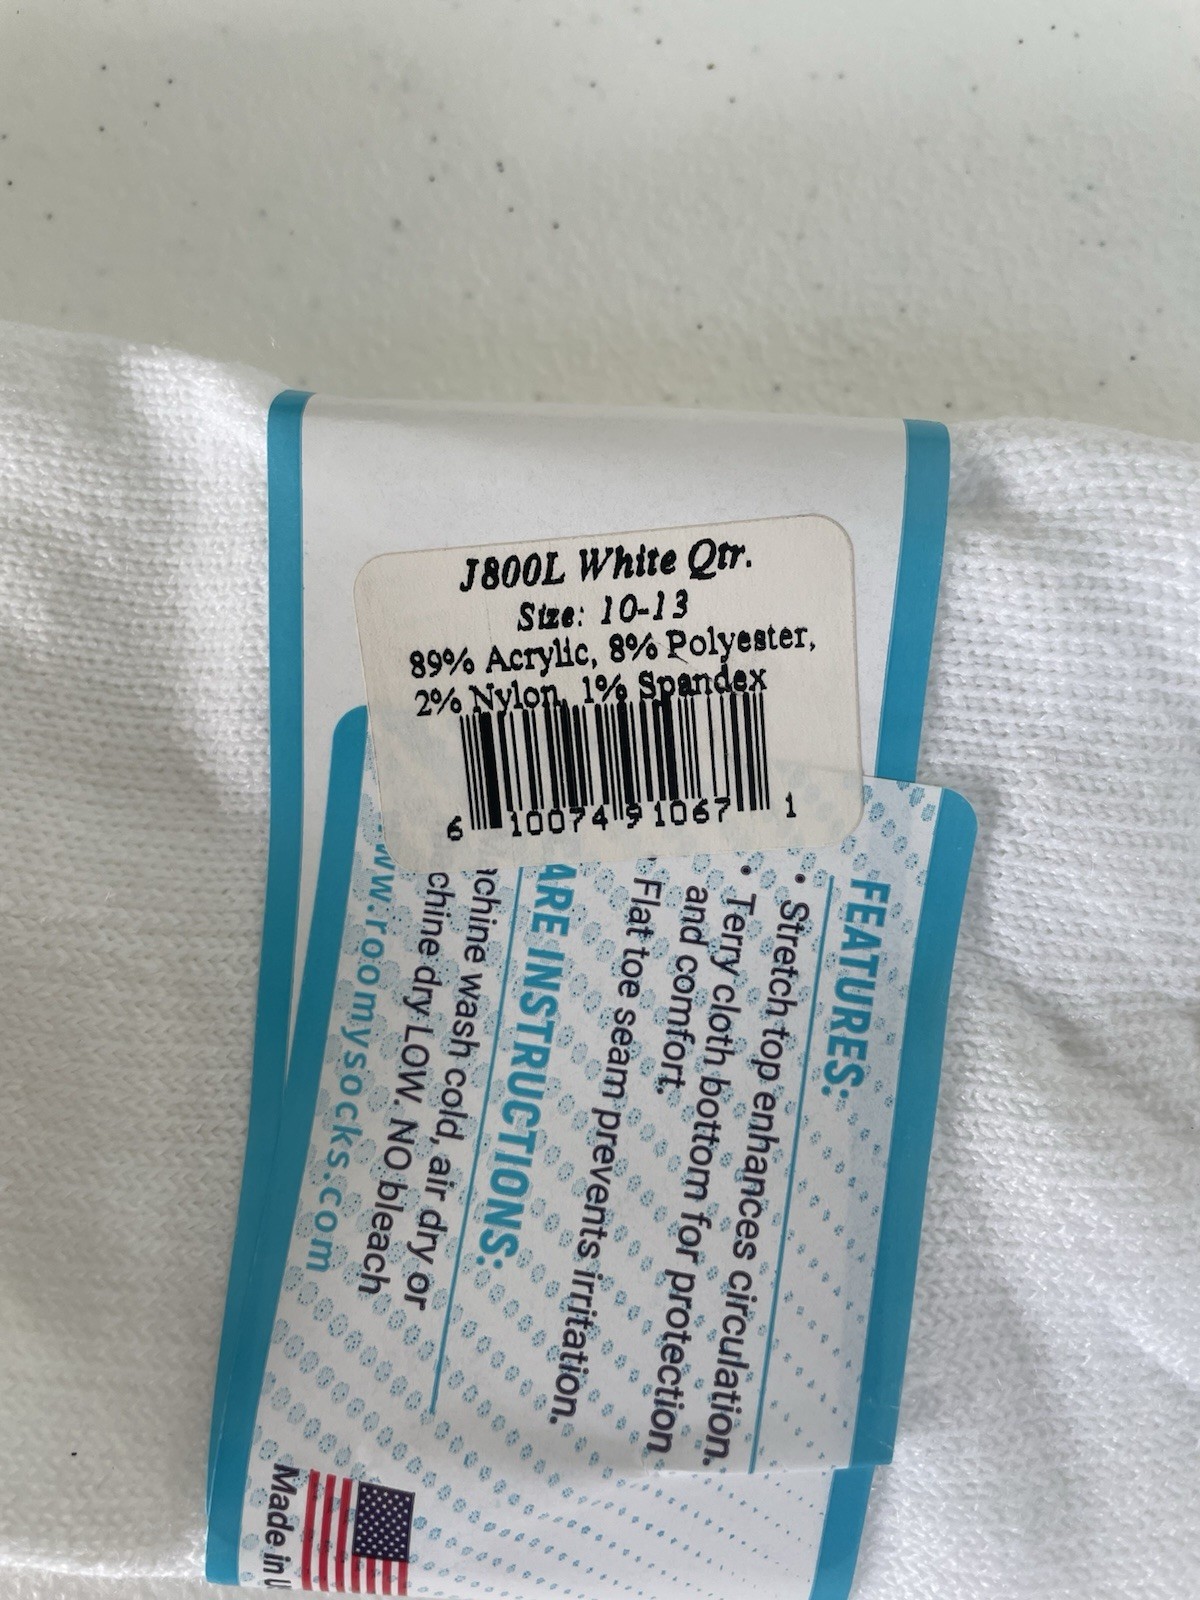 J800L White Qtr.
Size: 10-13
89% Acrylic, 8% Polyester,
2% Nylon, 1% Spandex
6 10074 91067 1
FEATURES:
• Stretch top enhances circulation.
• Terry cloth bottom for protection
and comfort.
• Flat toe seam prevents irritation.
ARE INSTRUCTIONS:
chine wash cold, air dry or
chine dry LOW. NO bleach
ww.roomysocks.com
Made in U